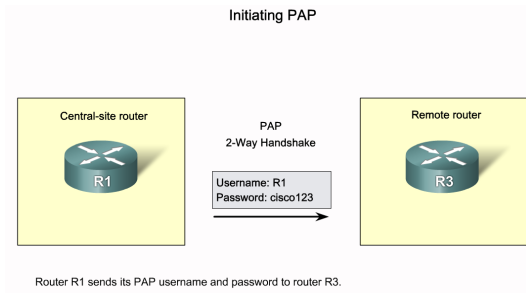 Initiating PAP
Central-site router
R1
PAP
2-Way Handshake
Username: R1
Password: cisco123
Remote router
R3
Router R1 sends its PAP username and password to router R3.